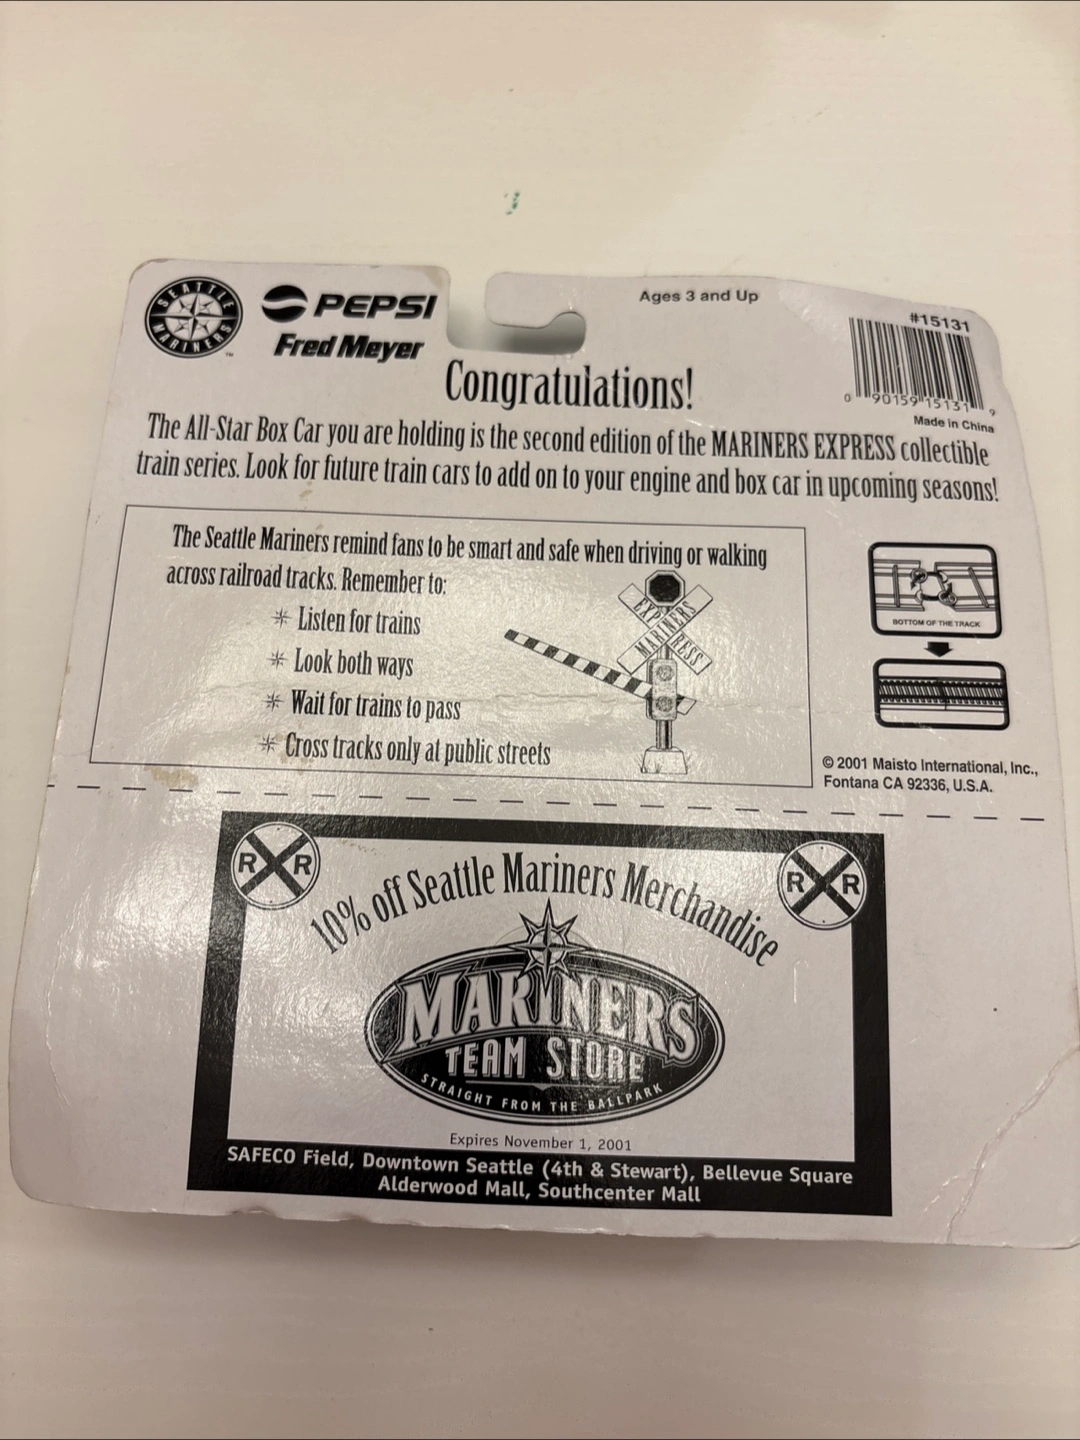 SEATTLE MARINERS ™
PEPSI
Fred Meyer
Ages 3 and Up
#15131
0 90159 15131 9
Made in China
Congratulations!
The All-Star Box Car you are holding is the second edition of the MARINERS EXPRESS collectible
train series. Look for future train cars to add on to your engine and box car in upcoming seasons!
The Seattle Mariners remind fans to be smart and safe when driving or walking
across railroad tracks. Remember to:
Listen for trains
Look both ways
Wait for trains to pass
Cross tracks only at public streets
EXPRESS
MARINERS
BOTTOM OF THE TRACK
© 2001 Maisto International, Inc.,
Fontana CA 92336, U.S.A.
R R
R R
10% off Seattle Mariners Merchandise
MARINERS
TEAM STORE
STRAIGHT FROM THE BALLPARK
Expires November 1, 2001
SAFECO Field, Downtown Seattle (4th & Stewart), Bellevue Square
Alderwood Mall, Southcenter Mall